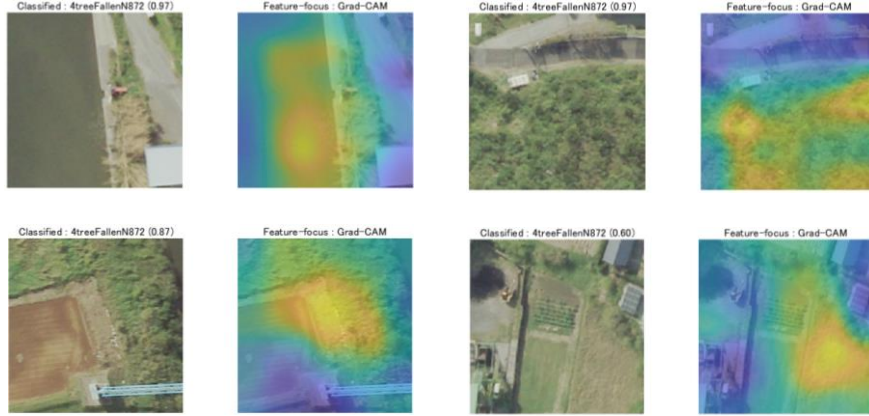 Classified : 4treeFallenN872 (0.97)
Feature-focus : Grad-CAM
Classified : 4treeFallenN872 (0.97)
Feature-focus : Grad-CAM
Classified : 4treeFallenN872 (0.87)
Feature-focus : Grad-CAM
Classified : 4treeFallenN872 (0.60)
Feature-focus : Grad-CAM